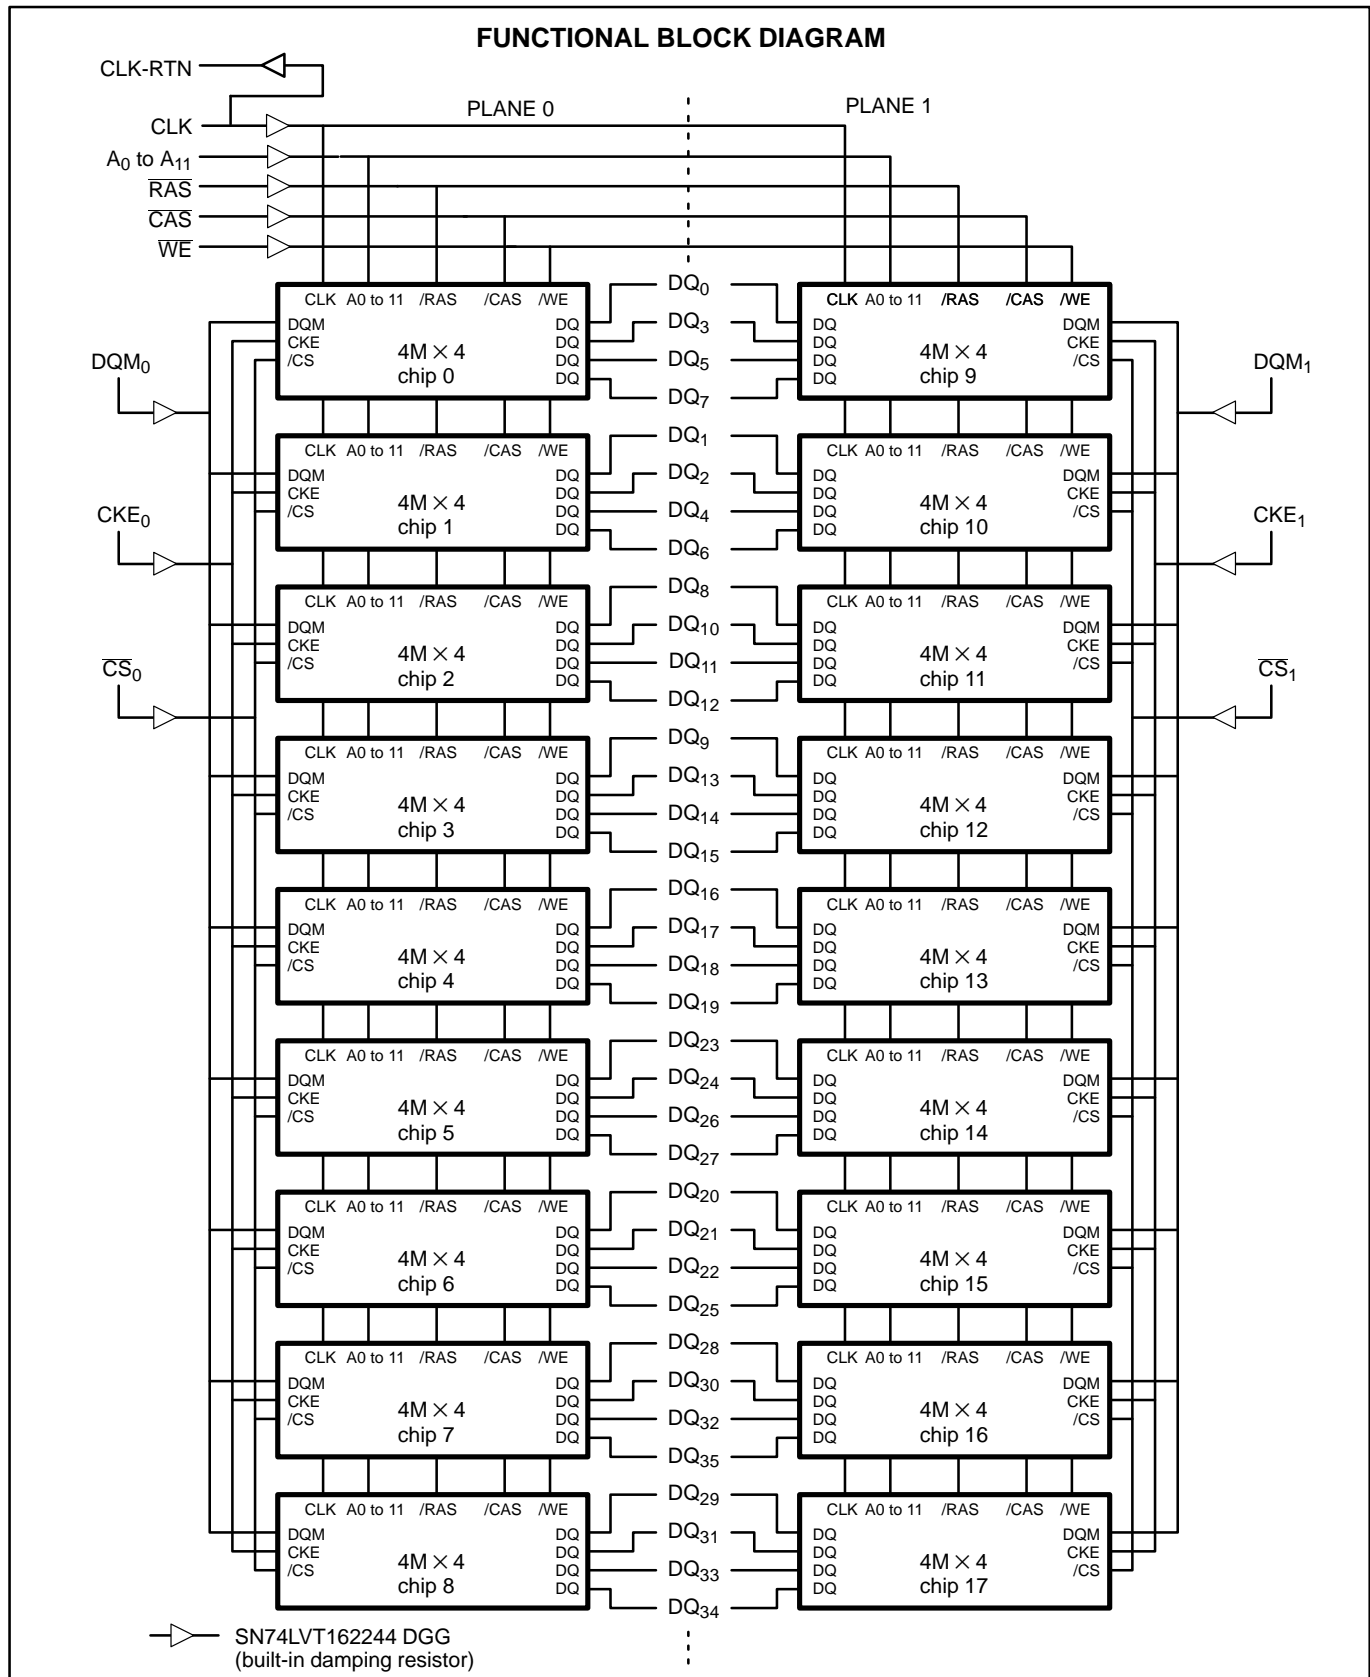 FUNCTIONAL BLOCK DIAGRAM
CLK-RTN
PLANE 0
PLANE 1
CLK
A0 to A11
RAS
CAS
WE
DQM0
CKE0
CS0
DQM1
CKE1
CS1
CLK A0 to 11 /RAS /CAS /WE
DQM
CKE
/CS
4M × 4
chip 0
DQ
DQ
DQ
DQ
DQ0
DQ3
DQ5
DQ7
CLK A0 to 11 /RAS /CAS /WE
DQ
DQ
DQ
DQ
4M × 4
chip 9
DQM
CKE
/CS
CLK A0 to 11 /RAS /CAS /WE
DQM
CKE
/CS
4M × 4
chip 1
DQ
DQ
DQ
DQ
DQ1
DQ2
DQ4
DQ6
CLK A0 to 11 /RAS /CAS /WE
DQ
DQ
DQ
DQ
4M × 4
chip 10
DQM
CKE
/CS
CLK A0 to 11 /RAS /CAS /WE
DQM
CKE
/CS
4M × 4
chip 2
DQ
DQ
DQ
DQ
DQ8
DQ10
DQ11
DQ12
CLK A0 to 11 /RAS /CAS /WE
DQ
DQ
DQ
DQ
4M × 4
chip 11
DQM
CKE
/CS
CLK A0 to 11 /RAS /CAS /WE
DQM
CKE
/CS
4M × 4
chip 3
DQ
DQ
DQ
DQ
DQ9
DQ13
DQ14
DQ15
CLK A0 to 11 /RAS /CAS /WE
DQ
DQ
DQ
DQ
4M × 4
chip 12
DQM
CKE
/CS
CLK A0 to 11 /RAS /CAS /WE
DQM
CKE
/CS
4M × 4
chip 4
DQ
DQ
DQ
DQ
DQ16
DQ17
DQ18
DQ19
CLK A0 to 11 /RAS /CAS /WE
DQ
DQ
DQ
DQ
4M × 4
chip 13
DQM
CKE
/CS
CLK A0 to 11 /RAS /CAS /WE
DQM
CKE
/CS
4M × 4
chip 5
DQ
DQ
DQ
DQ
DQ23
DQ24
DQ26
DQ27
CLK A0 to 11 /RAS /CAS /WE
DQ
DQ
DQ
DQ
4M × 4
chip 14
DQM
CKE
/CS
CLK A0 to 11 /RAS /CAS /WE
DQM
CKE
/CS
4M × 4
chip 6
DQ
DQ
DQ
DQ
DQ20
DQ21
DQ22
DQ25
CLK A0 to 11 /RAS /CAS /WE
DQ
DQ
DQ
DQ
4M × 4
chip 15
DQM
CKE
/CS
CLK A0 to 11 /RAS /CAS /WE
DQM
CKE
/CS
4M × 4
chip 7
DQ
DQ
DQ
DQ
DQ28
DQ30
DQ32
DQ35
CLK A0 to 11 /RAS /CAS /WE
DQ
DQ
DQ
DQ
4M × 4
chip 16
DQM
CKE
/CS
CLK A0 to 11 /RAS /CAS /WE
DQM
CKE
/CS
4M × 4
chip 8
DQ
DQ
DQ
DQ
DQ29
DQ31
DQ33
DQ34
CLK A0 to 11 /RAS /CAS /WE
DQ
DQ
DQ
DQ
4M × 4
chip 17
DQM
CKE
/CS
SN74LVT162244 DGG
(built-in damping resistor)